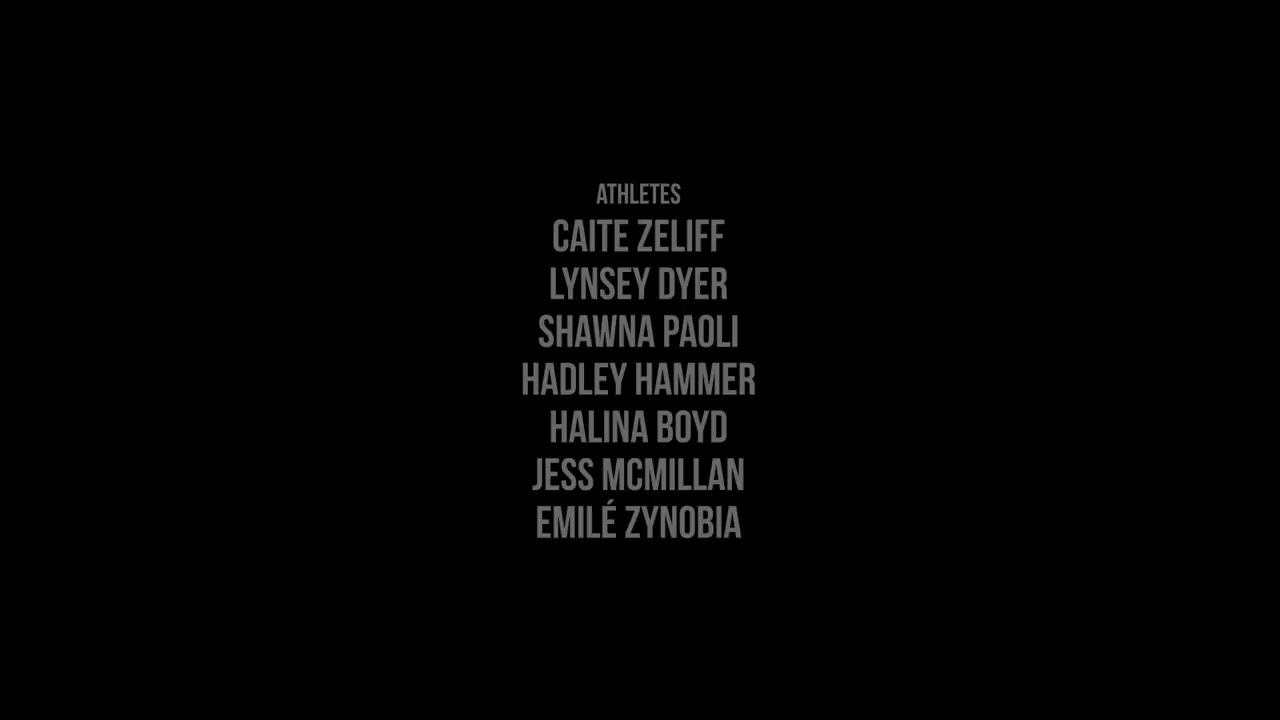 ATHLETES
CAITE ZELIFF
LYNSEY DYER
SHAWNA PAOLI
HADLEY HAMMER
HALINA BOYD
JESS MCMILLAN
EMILÉ ZYNOBIA